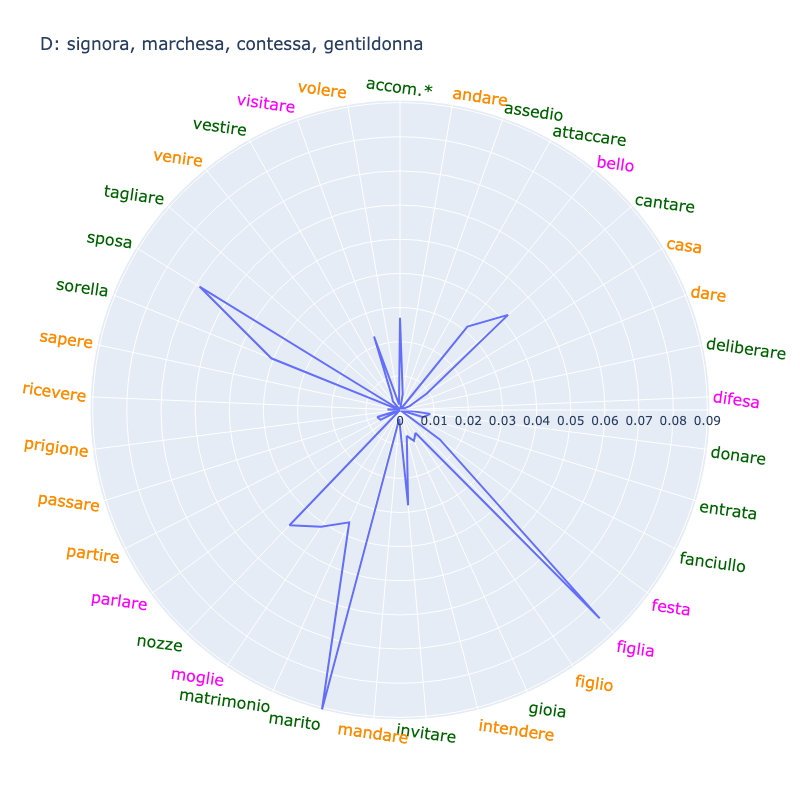 D: signora, marchesa, contessa, gentildonna
accom.*
andare
assedio
attaccare
bello
cantare
casa
dare
deliberare
difesa
donare
entrata
fanciullo
festa
figlia
figlio
gioia
intendere
invitare
mandare
marito
matrimonio
moglie
nozze
parlare
partire
passare
prigione
ricevere
sapere
sorella
sposa
tagliare
venire
vestire
visitare
volere
0 0.01 0.02 0.03 0.04 0.05 0.06 0.07 0.08 0.09